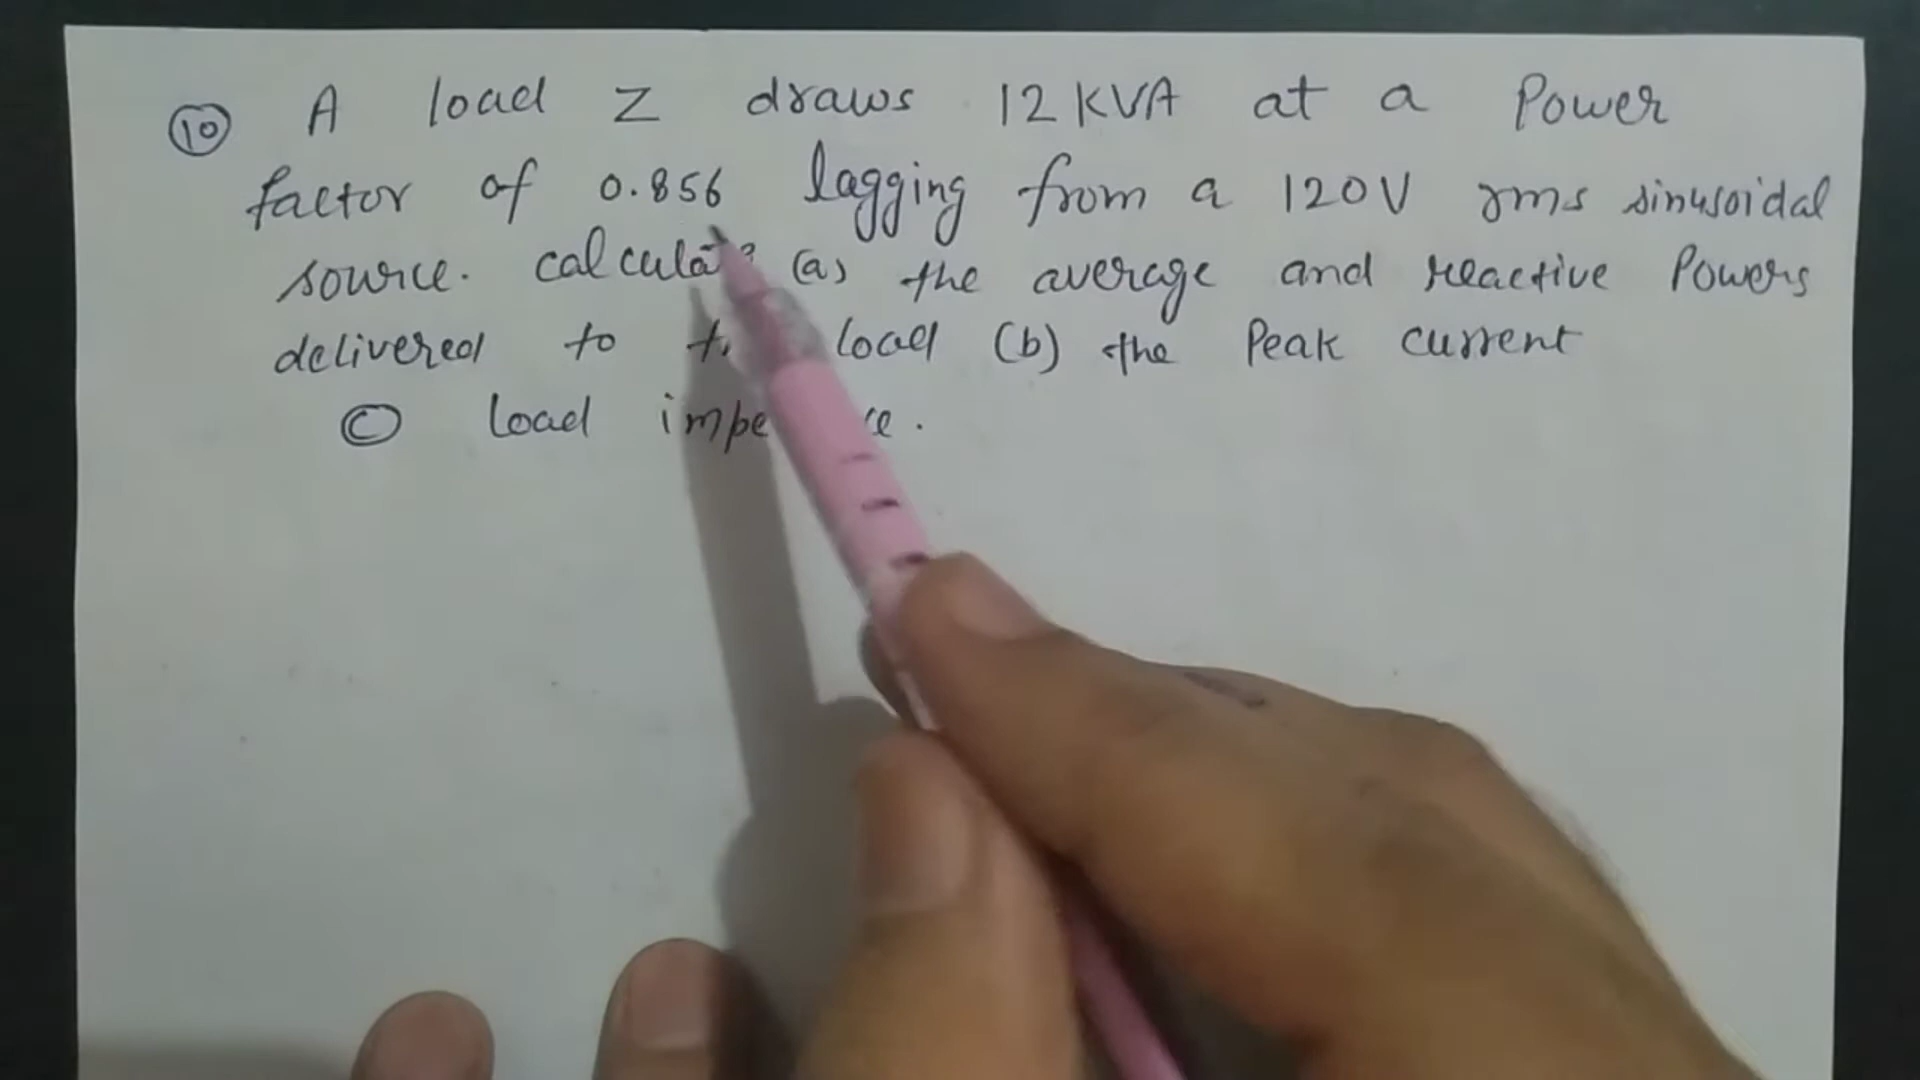 10 A load Z draws 12 KVA at a Power
factor of 0.856 lagging from a 120V rms sinusoidal
source. calculate (a) the average and reactive Powers
delivered to load (b) the Peak current
(c) Load